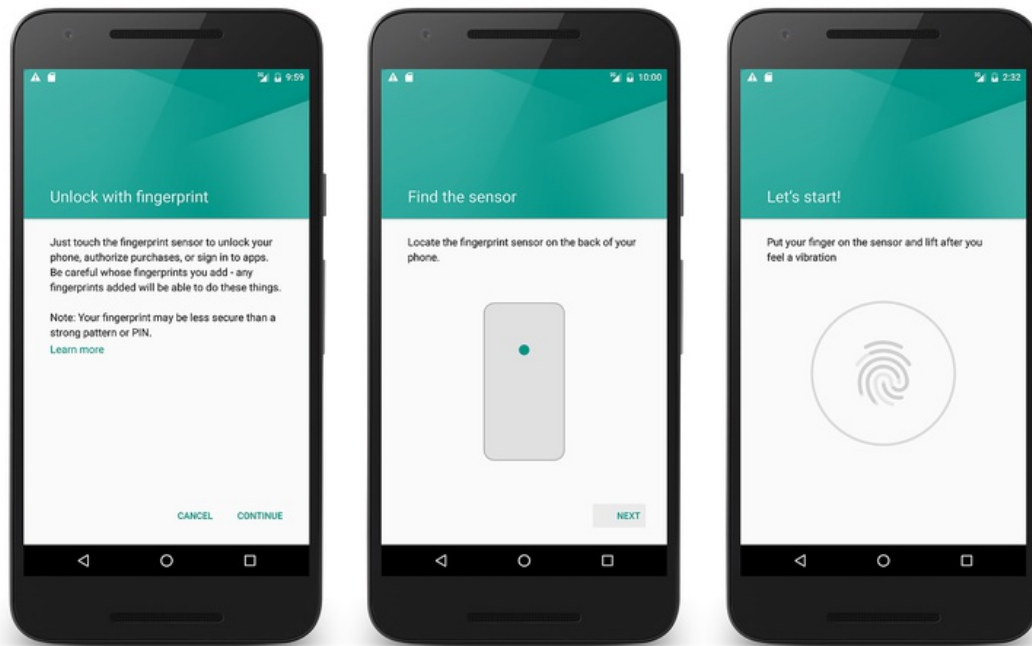 9:59
Unlock with fingerprint
Just touch the fingerprint sensor to unlock your
phone, authorize purchases, or sign in to apps.
Be careful whose fingerprints you add - any
fingerprints added will be able to do these things.
Note: Your fingerprint may be less secure than a
strong pattern or PIN.
Learn more
CANCEL CONTINUE
10:00
Find the sensor
Locate the fingerprint sensor on the back of your
phone.
NEXT
2:32
Let's start!
Put your finger on the sensor and lift after you
feel a vibration